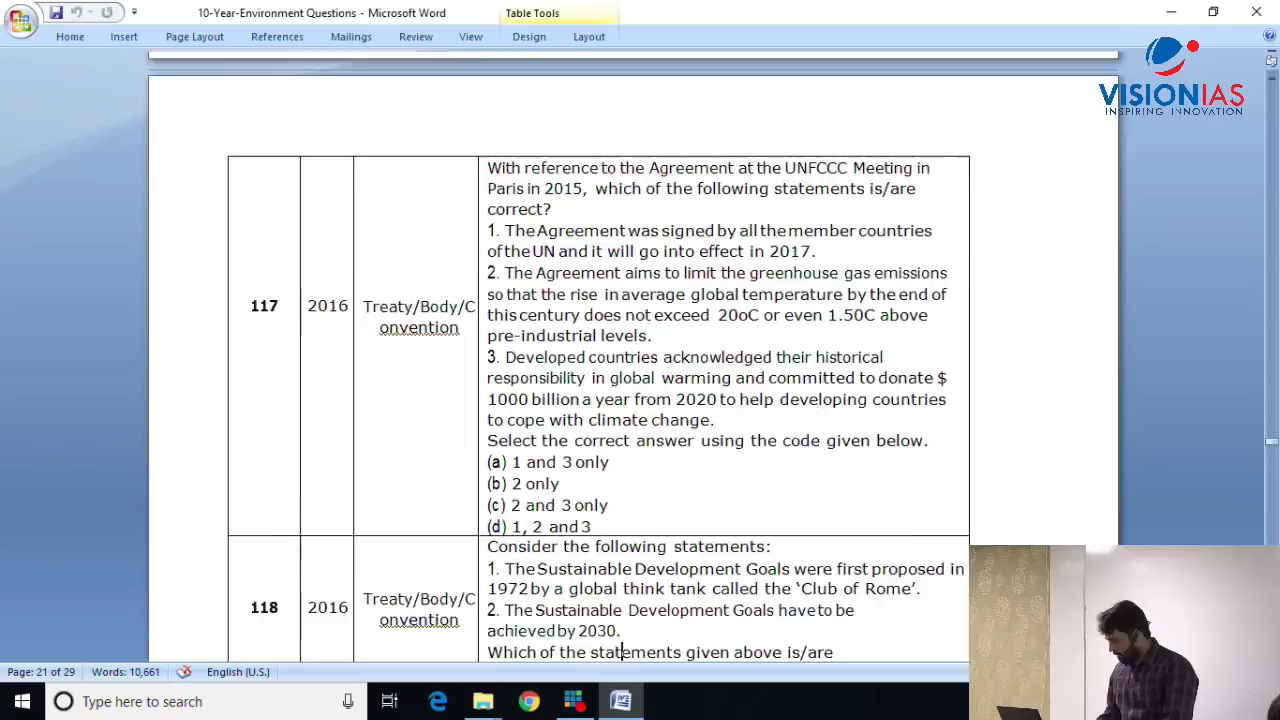 10-Year-Environment Questions - Microsoft Word
Table Tools
Home
Insert
Page Layout
References
Mailings
Review
View
Design
Layout
VISIONIAS
INSPIRING INNOVATION
117
2016
Treaty/Body/C
onvention
With reference to the Agreement at the UNFCCC Meeting in
Paris in 2015, which of the following statements is/are
correct?
1. The Agreement was signed by all the member countries
of the UN and it will go into effect in 2017.
2. The Agreement aims to limit the greenhouse gas emissions
so that the rise in average global temperature by the end of
this century does not exceed 20oC or even 1.50C above
pre-industrial levels.
3. Developed countries acknowledged their historical
responsibility in global warming and committed to donate $
1000 billion a year from 2020 to help developing countries
to cope with climate change.
Select the correct answer using the code given below.
(a) 1 and 3 only
(b) 2 only
(c) 2 and 3 only
(d) 1, 2 and 3
118
2016
Treaty/Body/C
onvention
Consider the following statements:
1. The Sustainable Development Goals were first proposed in
1972 by a global think tank called the ‘Club of Rome’.
2. The Sustainable Development Goals have to be
achieved by 2030.
Which of the statements given above is/are
Page: 21 of 29
Words: 10,661
English (U.S.)
Type here to search